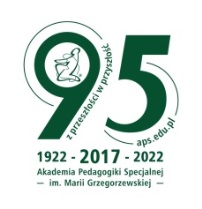 95
z przeszłości w przyszłość
aps.edu.pl
1922 - 2017 - 2022
Akademia Pedagogiki Specjalnej
— im. Marii Grzegorzewskiej —